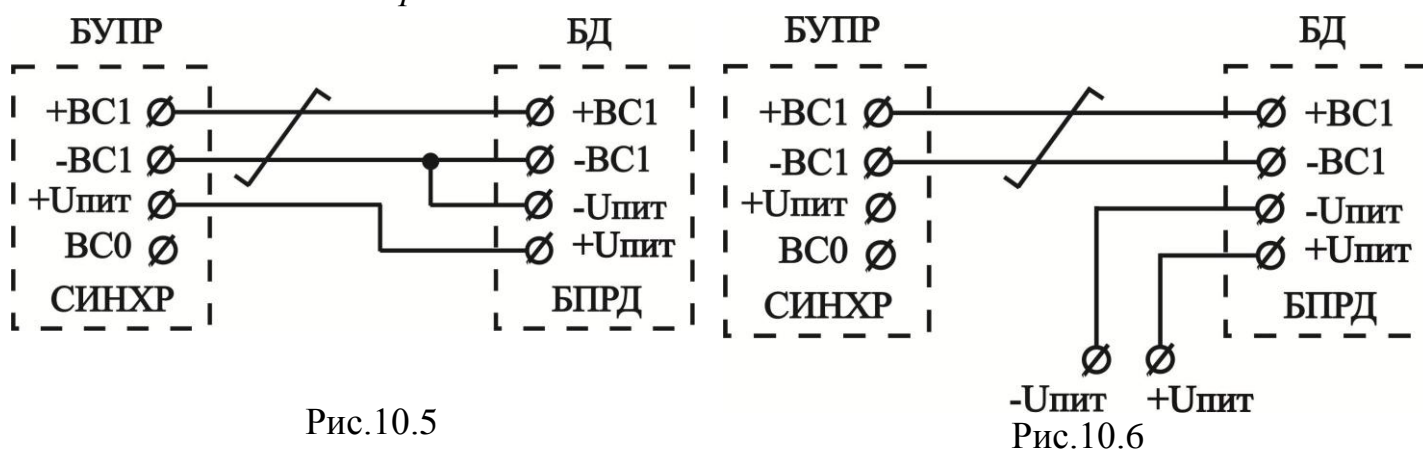 БУПР
БД
+ВС1
+ВС1
-ВС1
-ВС1
+Uпит
-Uпит
ВС0
+Uпит
СИНХР
БПРД
Рис.10.5
БУПР
БД
+ВС1
+ВС1
-ВС1
-ВС1
+Uпит
-Uпит
ВС0
+Uпит
СИНХР
БПРД
-Uпит
+Uпит
Рис.10.6